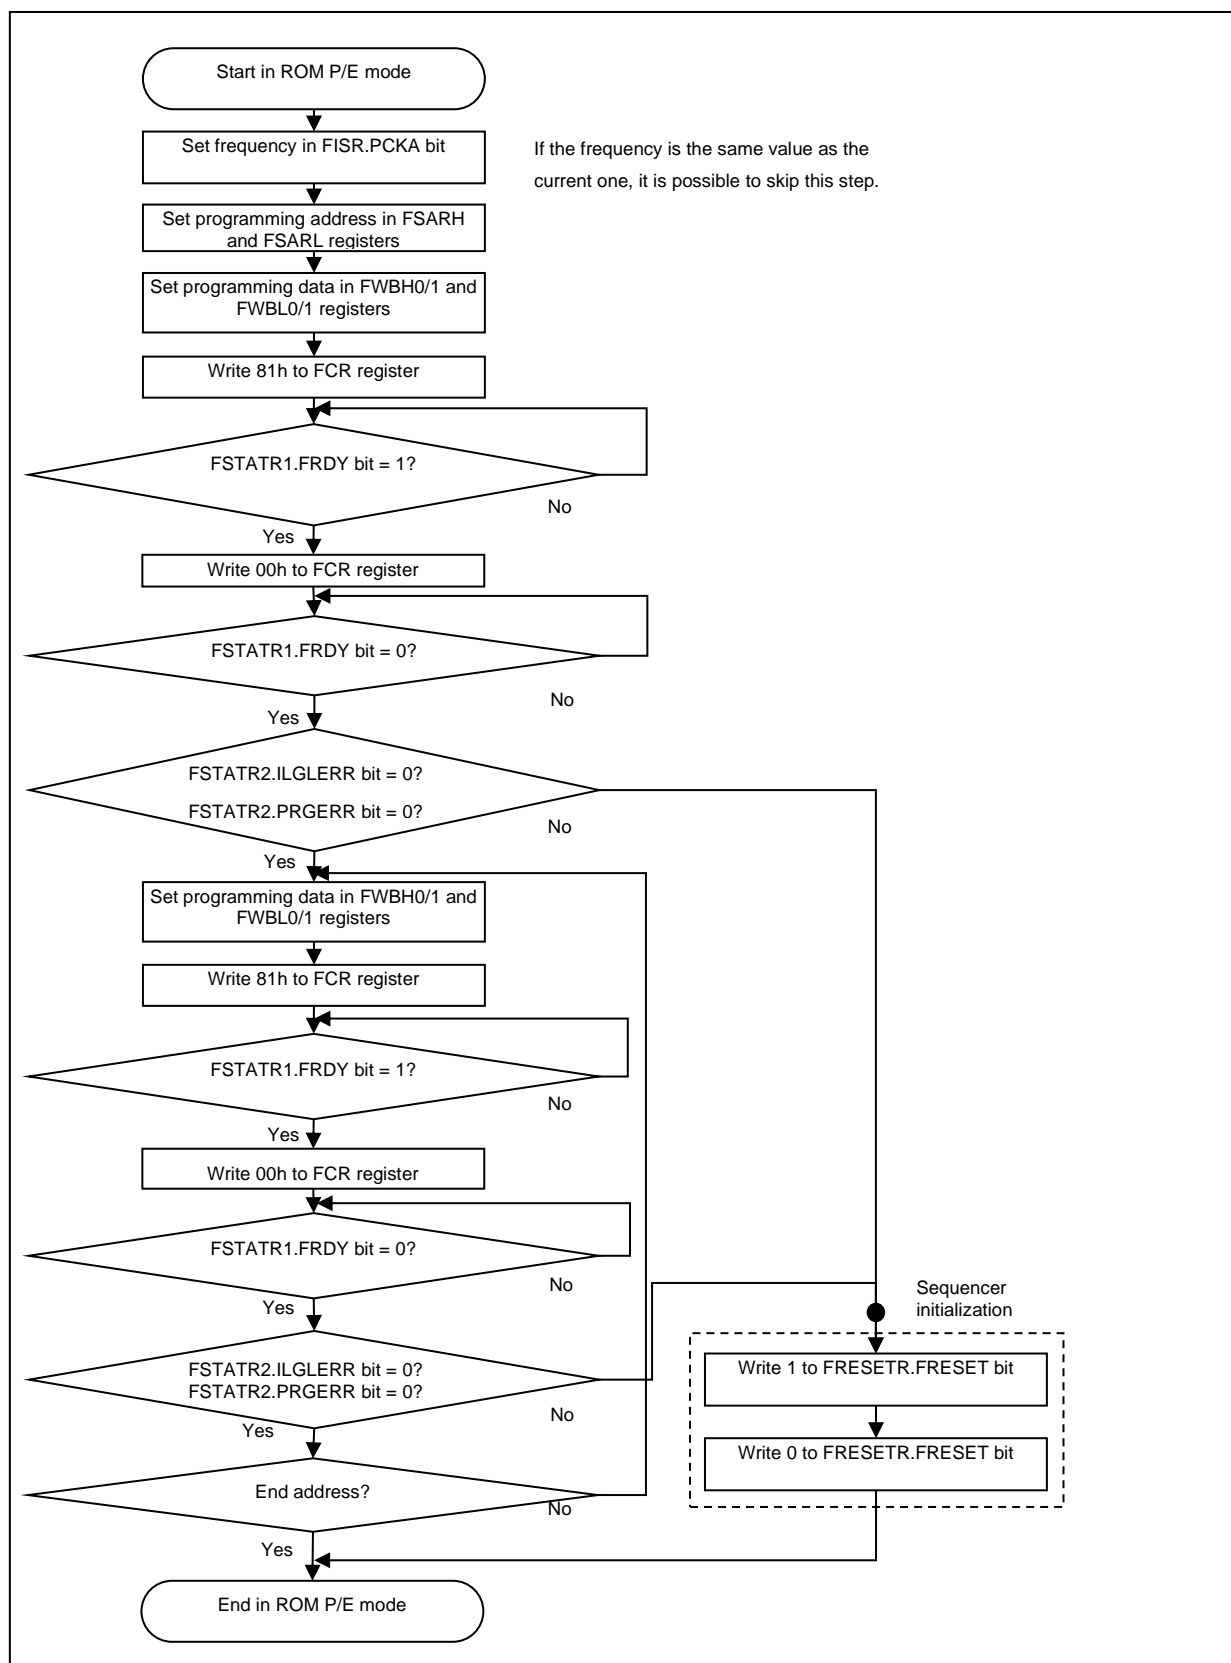 Start in ROM P/E mode
Set frequency in FISR.PCKA bit
If the frequency is the same value as the
current one, it is possible to skip this step.
Set programming address in FSARH
and FSARL registers
Set programming data in FWBH0/1 and
FWBL0/1 registers
Write 81h to FCR register
FSTATR1.FRDY bit = 1?
No
Yes
Write 00h to FCR register
FSTATR1.FRDY bit = 0?
No
Yes
FSTATR2.ILGLERR bit = 0?
FSTATR2.PRGERR bit = 0?
No
Yes
Set programming data in FWBH0/1 and
FWBL0/1 registers
Write 81h to FCR register
FSTATR1.FRDY bit = 1?
No
Yes
Write 00h to FCR register
FSTATR1.FRDY bit = 0?
No
Yes
Sequencer
initialization
FSTATR2.ILGLERR bit = 0?
FSTATR2.PRGERR bit = 0?
No
Yes
Write 1 to FRESETR.FRESET bit
Write 0 to FRESETR.FRESET bit
End address?
No
Yes
End in ROM P/E mode